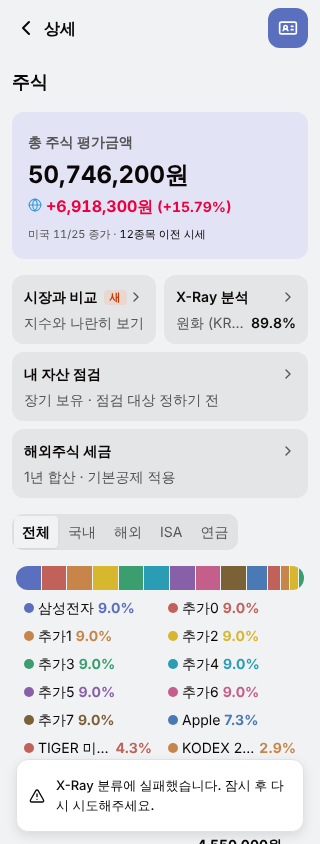 상세
주식
총 주식 평가금액
50,746,200원
+6,918,300원 (+15.79%)
미국 11/25 종가 · 12종목 이전 시세
시장과 비교 새
지수와 나란히 보기
X-Ray 분석
원화 (KR... 89.8%
내 자산 점검
장기 보유 · 점검 대상 정하기 전
해외주식 세금
1년 합산 · 기본공제 적용
전체 국내 해외 ISA 연금
삼성전자 9.0% 추가0 9.0%
추가1 9.0% 추가2 9.0%
추가3 9.0% 추가4 9.0%
추가5 9.0% 추가6 9.0%
추가7 9.0% Apple 7.3%
TIGER 미... 4.3% KODEX 2... 2.9%
X-Ray 분류에 실패했습니다. 잠시 후 다
시 시도해주세요.